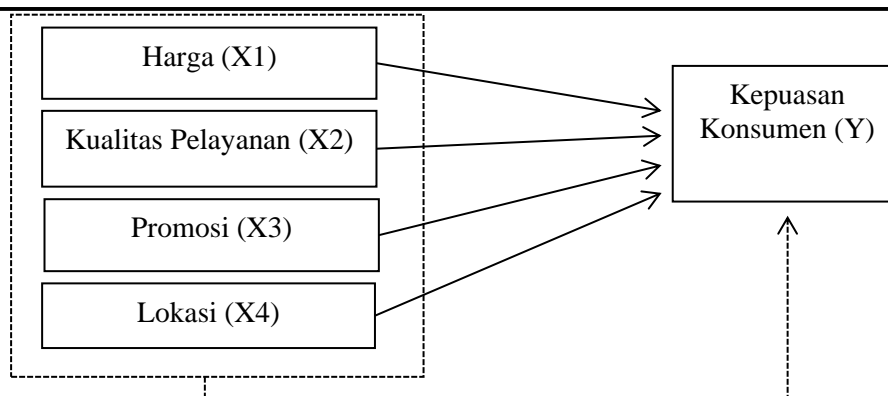 Harga (X1)
Kualitas Pelayanan (X2)
Promosi (X3)
Lokasi (X4)
Kepuasan
Konsumen (Y)